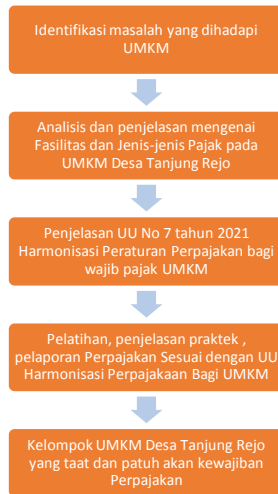 Identifikasi masalah yang dihadapi
UMKM
Analisis dan penjelasan mengenai
Fasilitas dan Jenis-jenis Pajak pada
UMKM Desa Tanjung Rejo
Penjelasan UU No 7 tahun 2021
Harmonisasi Peraturan Perpajakan bagi
wajib pajak UMKM
Pelatihan, penjelasan praktek ,
pelaporan Perpajakan Sesuai dengan UU
Harmonisasi Perpajakaan Bagi UMKM
Kelompok UMKM Desa Tanjung Rejo
yang taat dan patuh akan kewajiban
Perpajakan